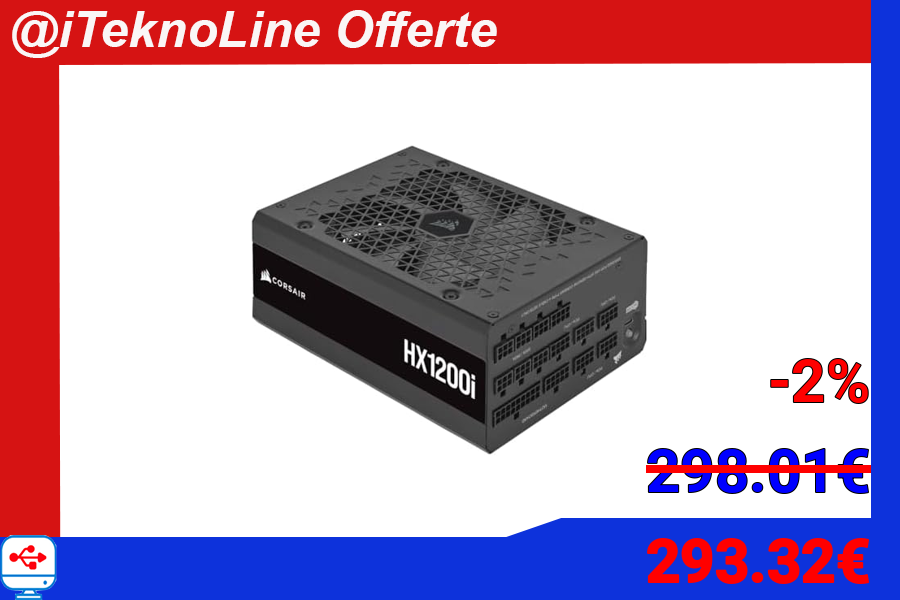 @iTeknoLine Offerte
CORSAIR
HX1200i
-2%
298.01€
293.32€